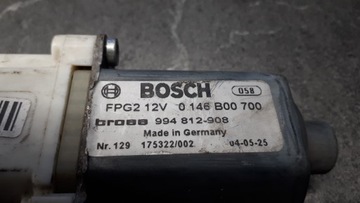 BOSCH 058
FPG2 12V 0 146 B00 700
brose 994 812-908
Made in Germany
Nr. 129 175322/002 04-05-25